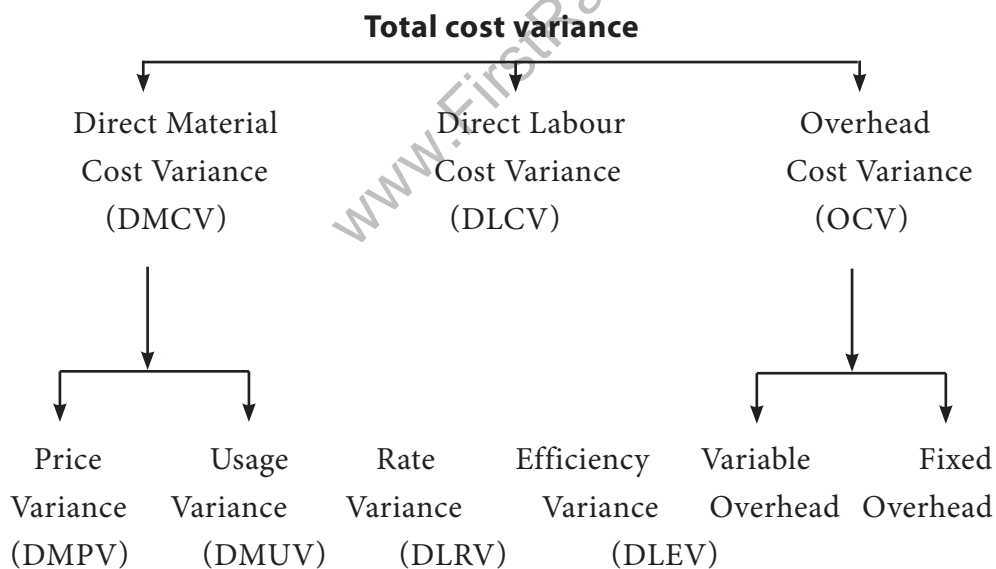 Total cost variance
Direct Material Direct Labour Overhead
Cost Variance Cost Variance Cost Variance
(DMCV) (DLCV) (OCV)
Price Usage Rate Efficiency Variable Fixed
Variance Variance Variance Variance Overhead Overhead
(DMPV) (DMUV) (DLRV) (DLEV)